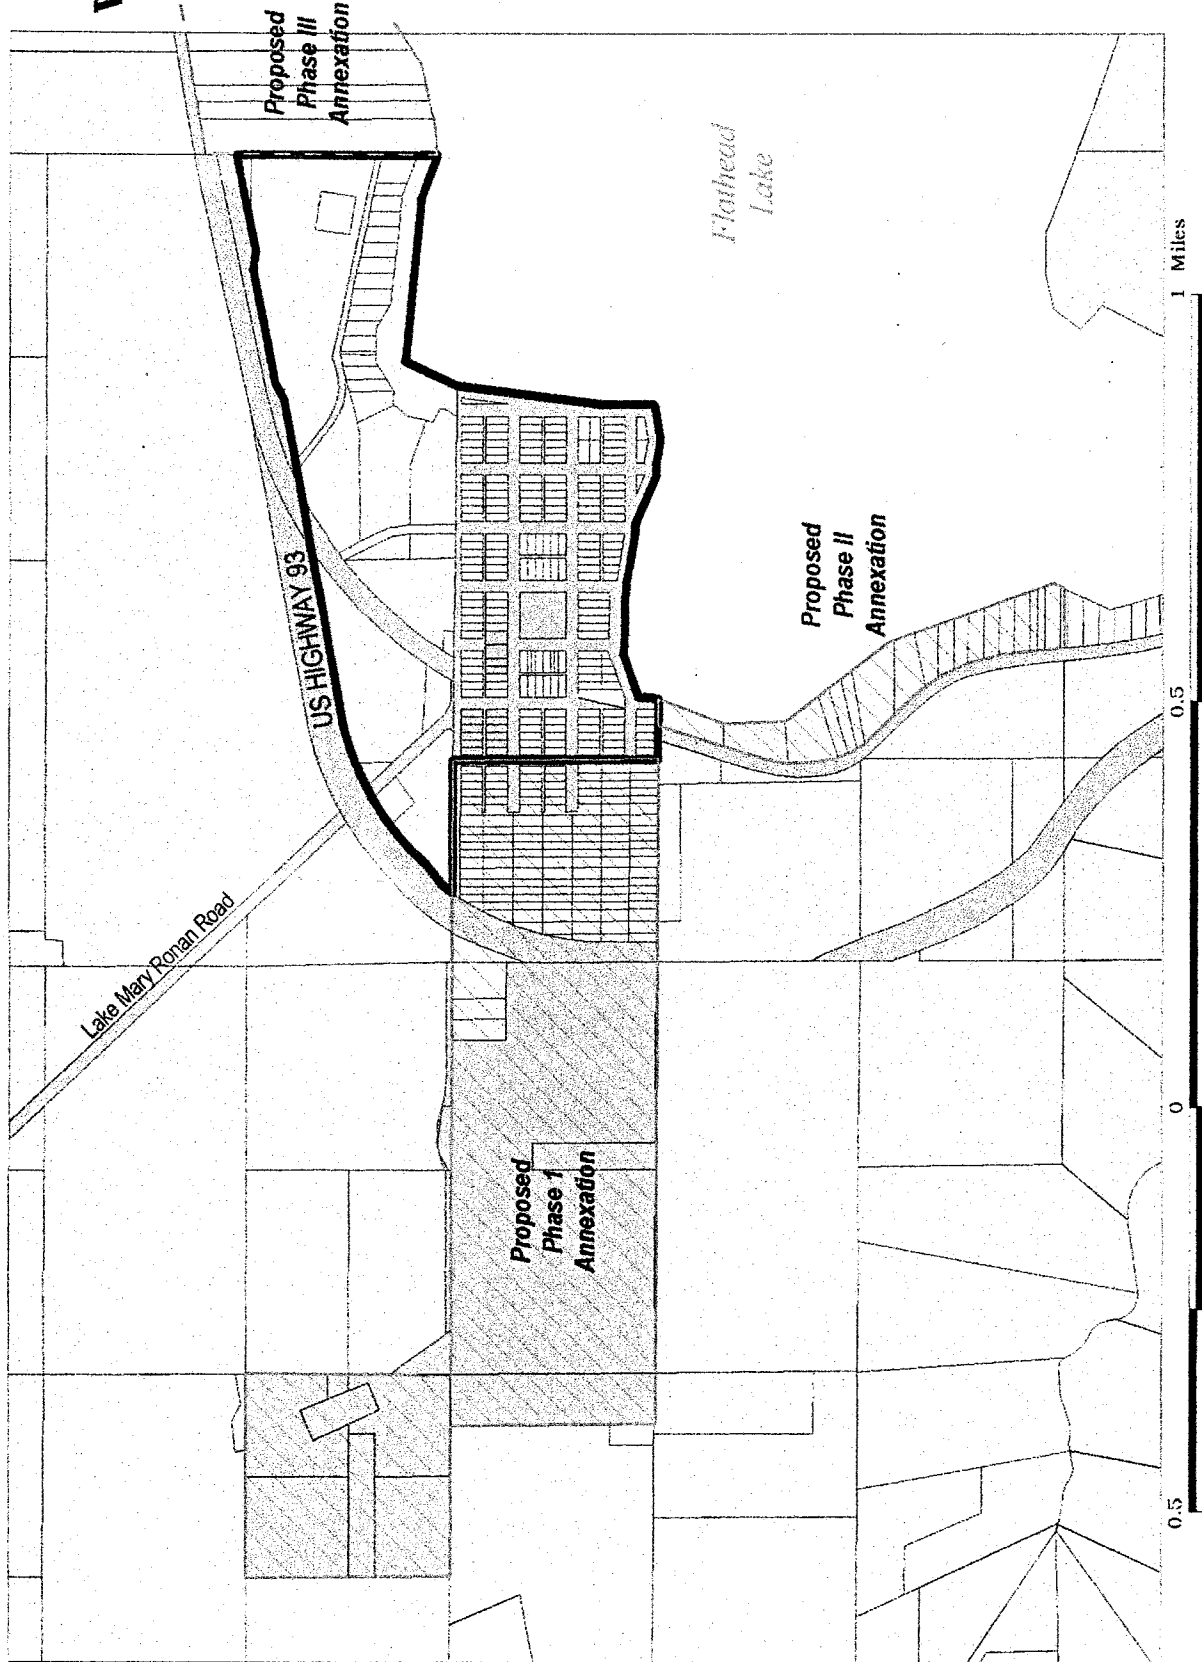 Proposed
Phase III
Annexation
US HIGHWAY 93
Flathead
Lake
Lake Mary Ronan Road
Proposed
Phase II
Annexation
Proposed
Phase 1
Annexation
0.5
0
0.5
1 Miles